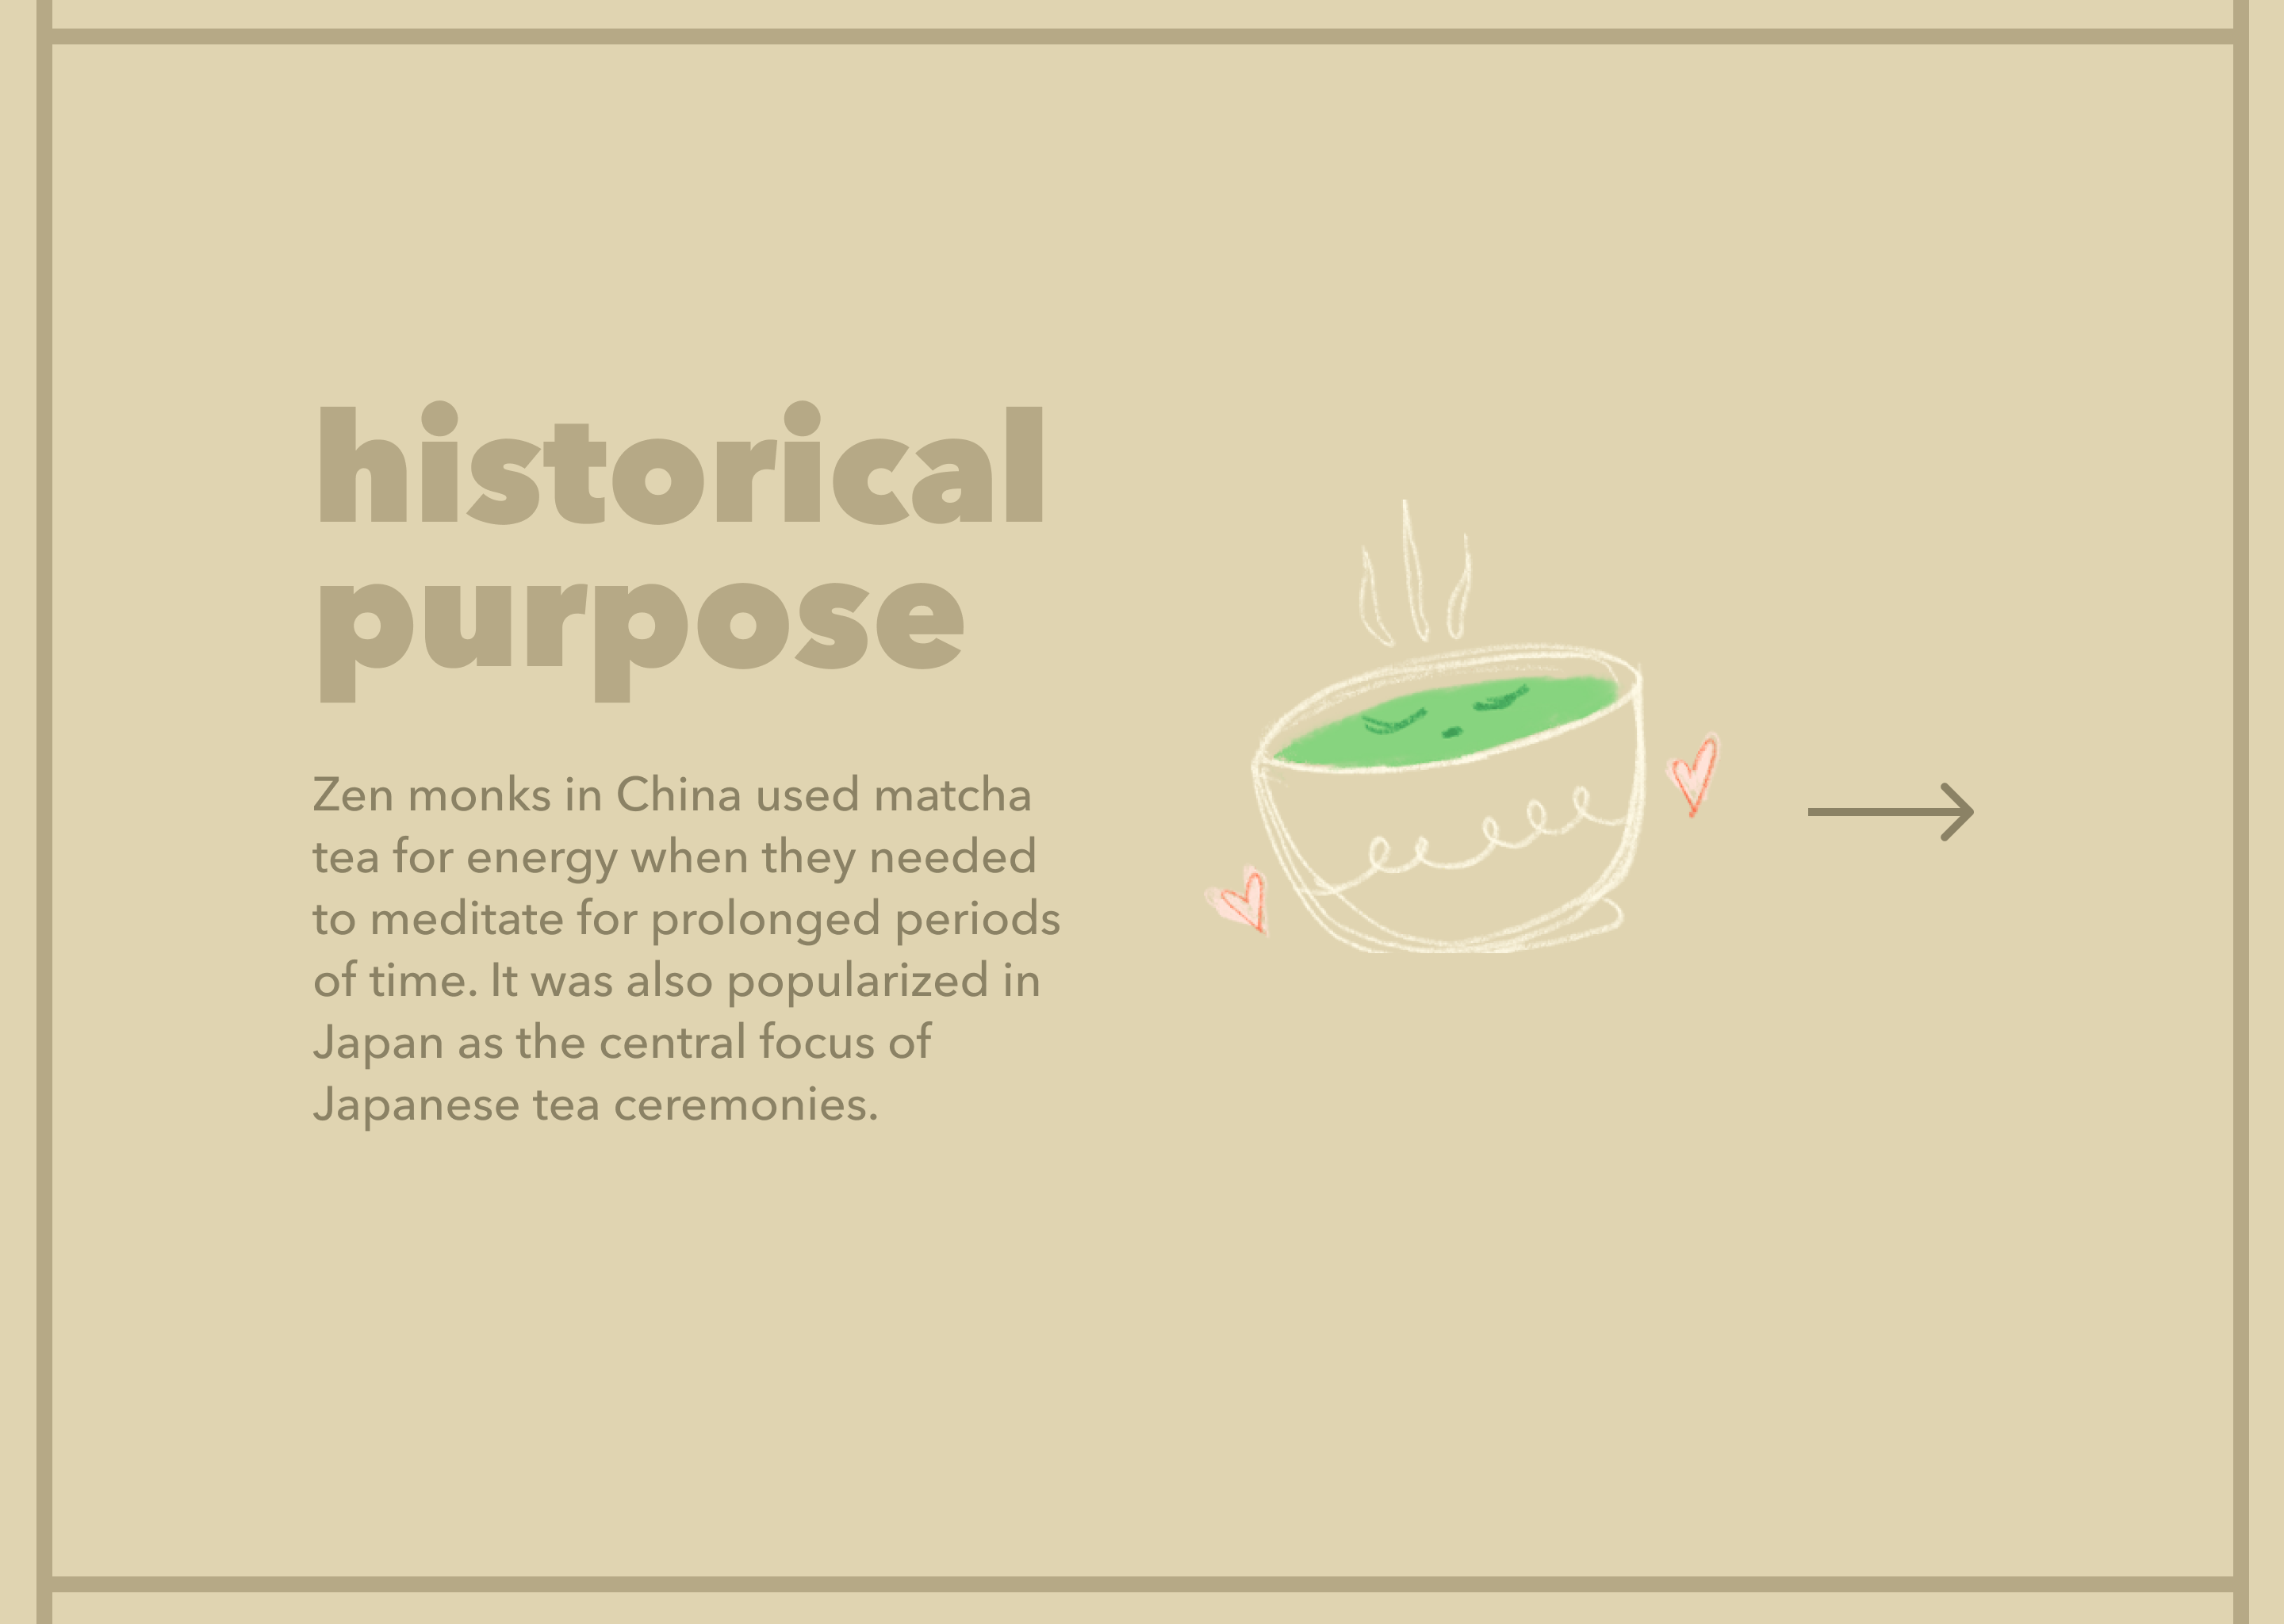 historical
purpose
Zen monks in China used matcha
tea for energy when they needed
to meditate for prolonged periods
of time. It was also popularized in
Japan as the central focus of
Japanese tea ceremonies.